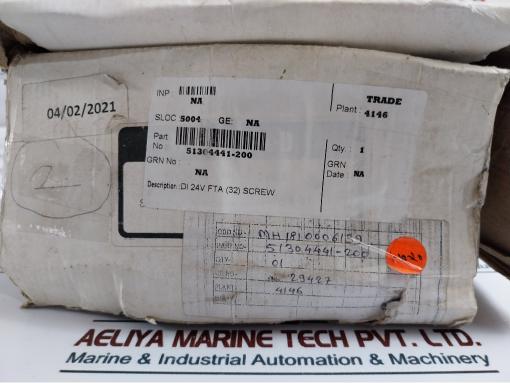 04/02/2021
2
INP :
NA
TRADE
Plant : 4146
SLOC 5004 GE: NA
Part No :
51304441-200
Qty : 1
GRN No :
NA
GRN Date : NA
Description : DI 24V FTA (32) SCREW
51304441-200
01
29427
4146
AELIYA MARINE TECH PVT. LTD.
Marine & Industrial Automation & Machinery